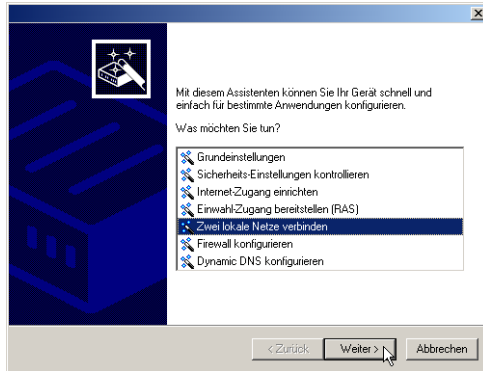 Mit diesem Assistenten können Sie Ihr Gerät schnell und
einfach für bestimmte Anwendungen konfigurieren.
Was möchten Sie tun?
Grundeinstellungen
Sicherheits-Einstellungen kontrollieren
Internet-Zugang einrichten
Einwahl-Zugang bereitstellen (RAS)
Zwei lokale Netze verbinden
Firewall konfigurieren
Dynamic DNS konfigurieren
< Zurück Weiter > Abbrechen